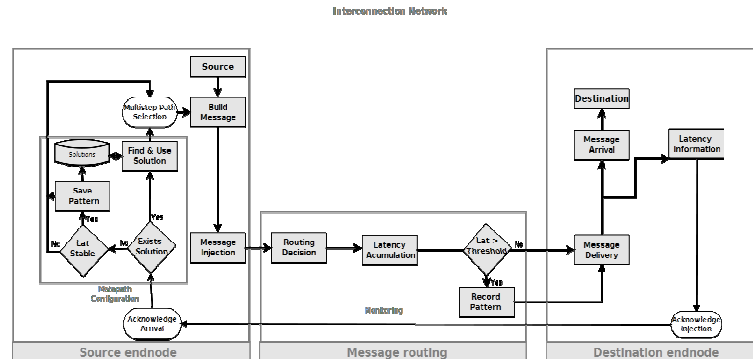 Interconnection Network
Source
Multistep Path
Selection
Build
Message
Solutions
Find & Use
Solution
Save
Pattern
Yes
Yes
No
Lat
Stable
No
Exists
Solution
Message
Injection
Metapath
Configuration
Acknowledge
Arrival
Source endnode
Routing
Decision
Latency
Acumulation
Lat >
Threshold
No
Yes
Record
Pattern
Monitoring
Message routing
Destination
Message
Arrival
Latency
Information
Message
Delivery
Acknowledge
Injection
Destination endnode